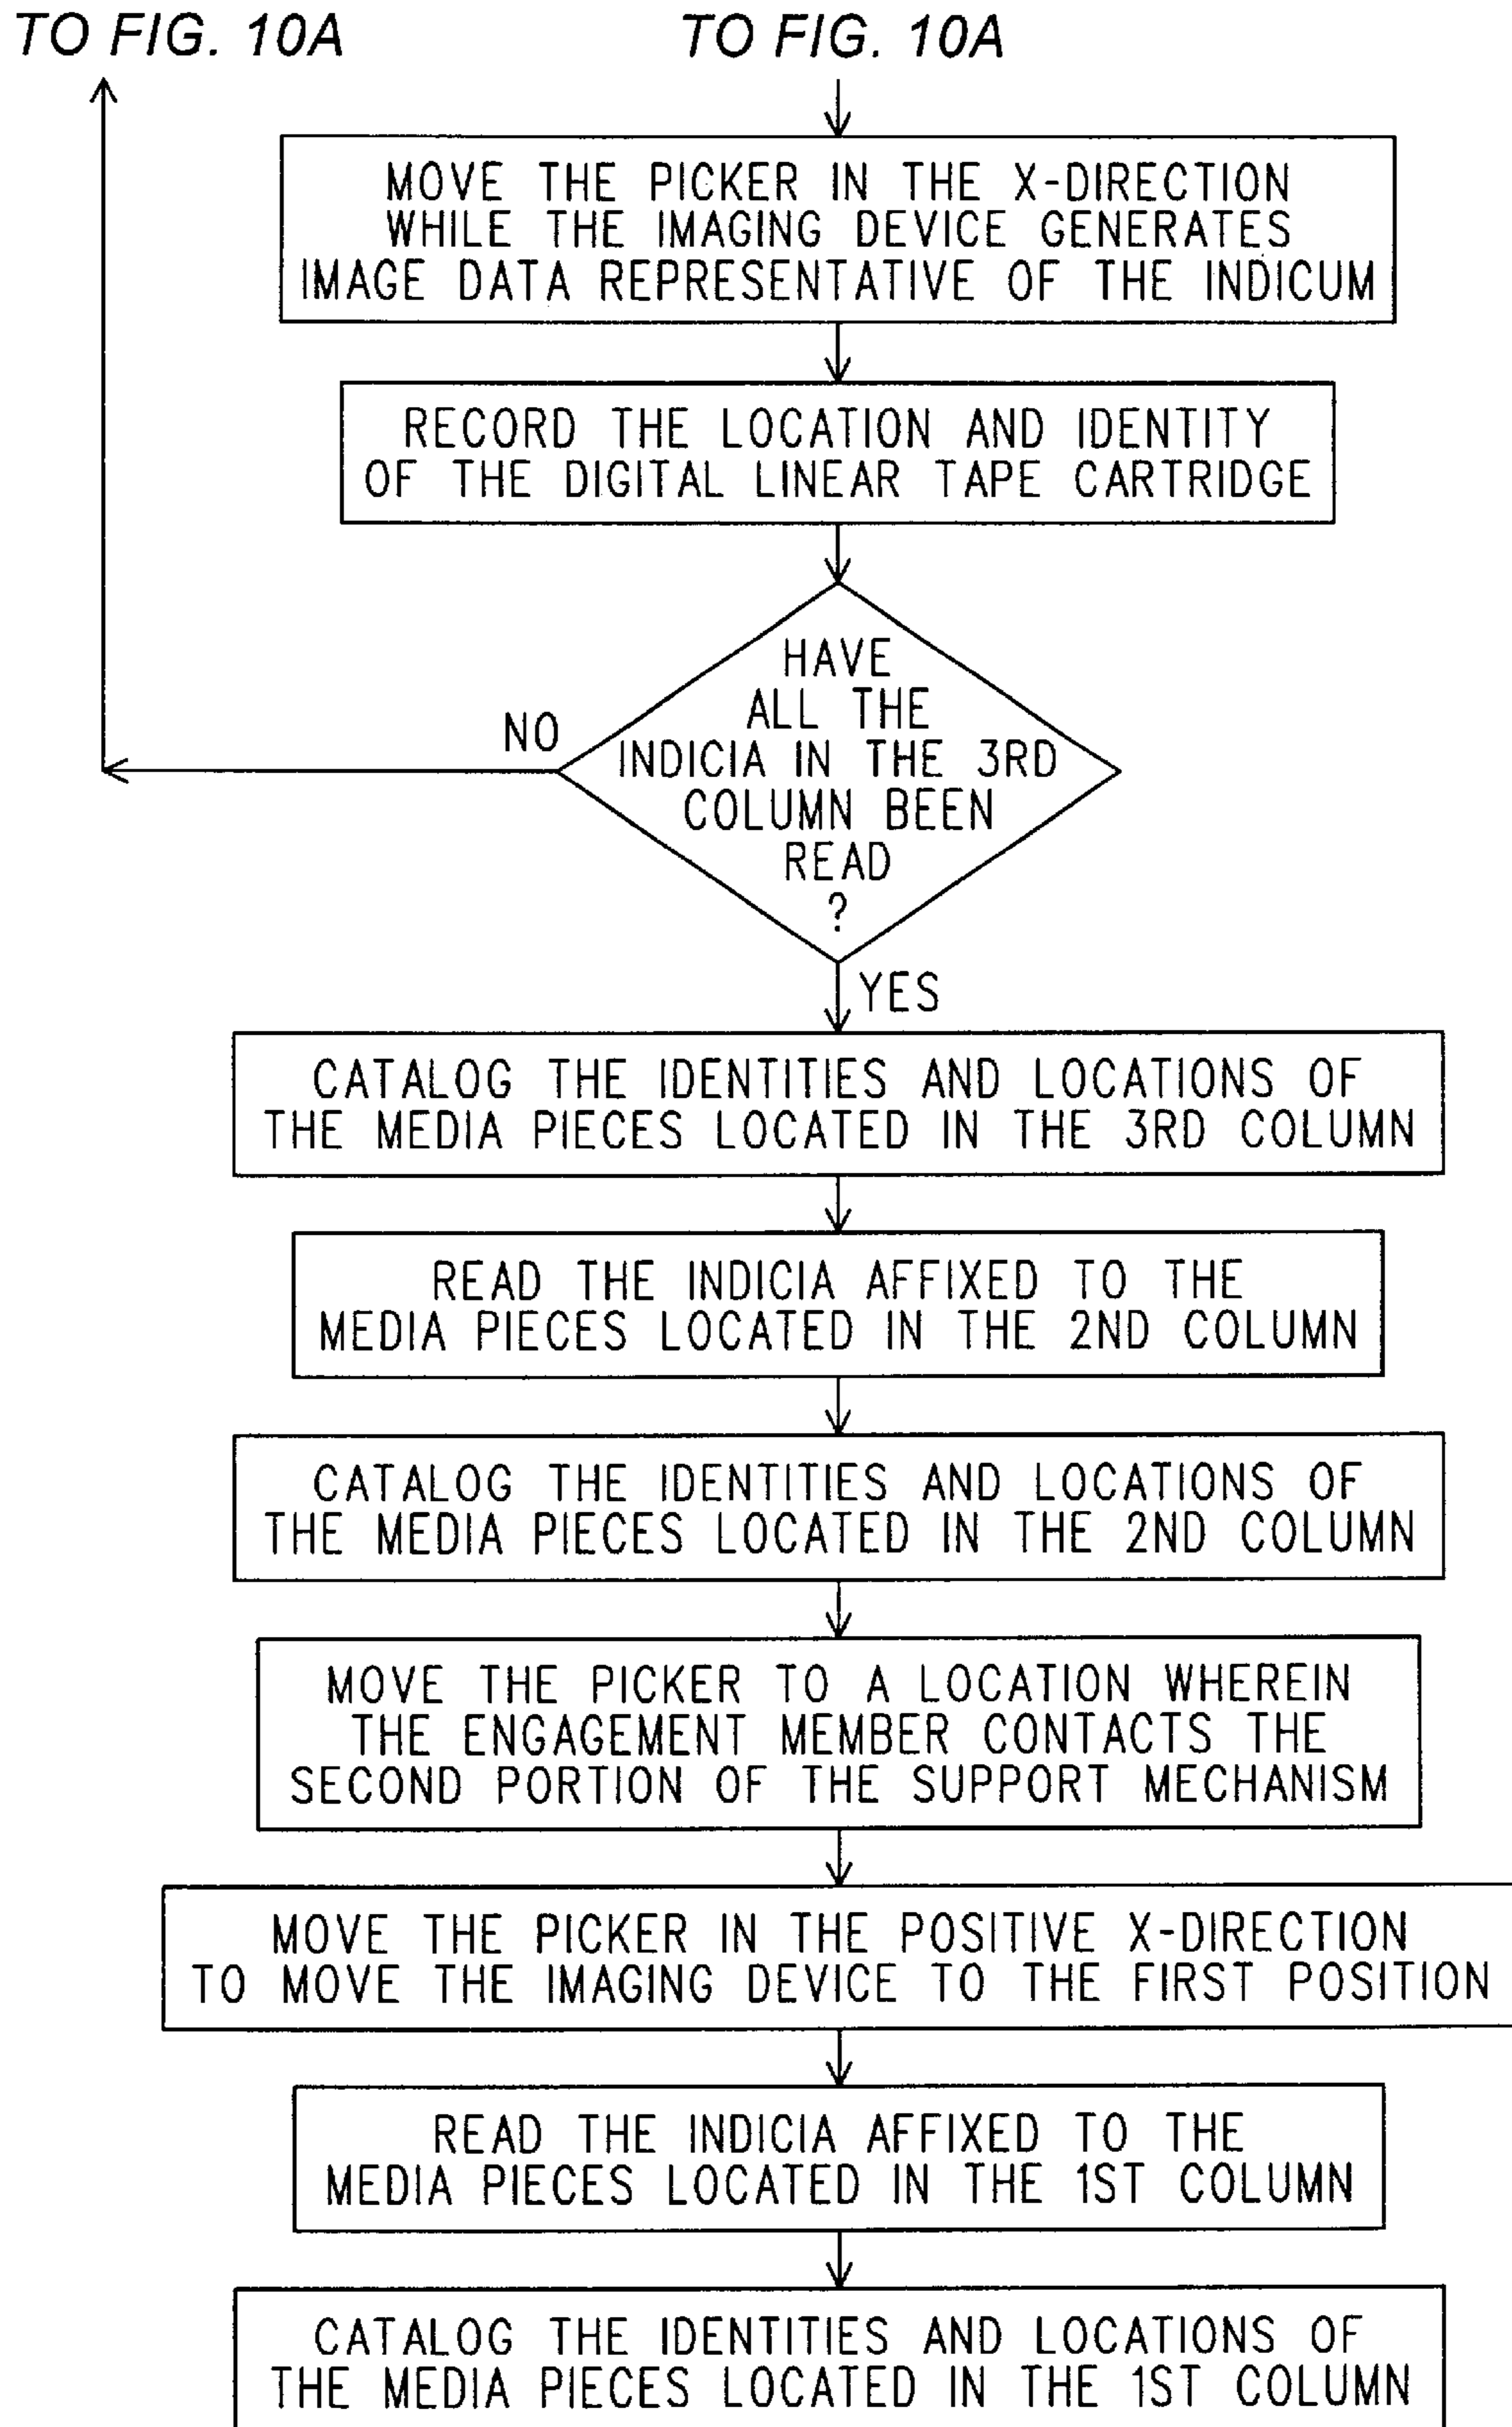 TO FIG. 10A
TO FIG. 10A
MOVE THE PICKER IN THE X-DIRECTION
WHILE THE IMAGING DEVICE GENERATES
IMAGE DATA REPRESENTATIVE OF THE INDICUM
RECORD THE LOCATION AND IDENTITY
OF THE DIGITAL LINEAR TAPE CARTRIDGE
HAVE
ALL THE
INDICIA IN THE 3RD
COLUMN BEEN
READ
?
NO
YES
CATALOG THE IDENTITIES AND LOCATIONS OF
THE MEDIA PIECES LOCATED IN THE 3RD COLUMN
READ THE INDICIA AFFIXED TO THE
MEDIA PIECES LOCATED IN THE 2ND COLUMN
CATALOG THE IDENTITIES AND LOCATIONS OF
THE MEDIA PIECES LOCATED IN THE 2ND COLUMN
MOVE THE PICKER TO A LOCATION WHEREIN
THE ENGAGEMENT MEMBER CONTACTS THE
SECOND PORTION OF THE SUPPORT MECHANISM
MOVE THE PICKER IN THE POSITIVE X-DIRECTION
TO MOVE THE IMAGING DEVICE TO THE FIRST POSITION
READ THE INDICIA AFFIXED TO THE
MEDIA PIECES LOCATED IN THE 1ST COLUMN
CATALOG THE IDENTITIES AND LOCATIONS OF
THE MEDIA PIECES LOCATED IN THE 1ST COLUMN